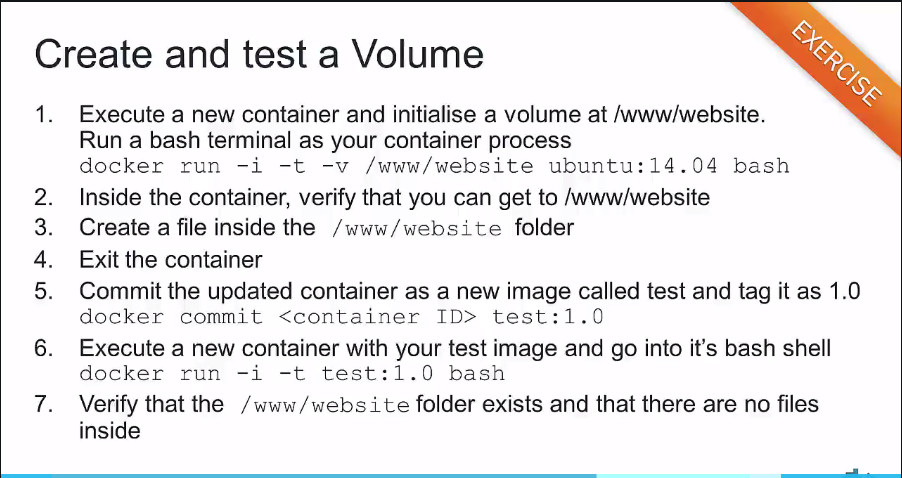 Create and test a Volume
EXERCISE
1. Execute a new container and initialise a volume at /www/website.
Run a bash terminal as your container process
docker run -i -t -v /www/website ubuntu:14.04 bash
2. Inside the container, verify that you can get to /www/website
3. Create a file inside the /www/website folder
4. Exit the container
5. Commit the updated container as a new image called test and tag it as 1.0
docker commit <container ID> test:1.0
6. Execute a new container with your test image and go into it’s bash shell
docker run -i -t test:1.0 bash
7. Verify that the /www/website folder exists and that there are no files
inside